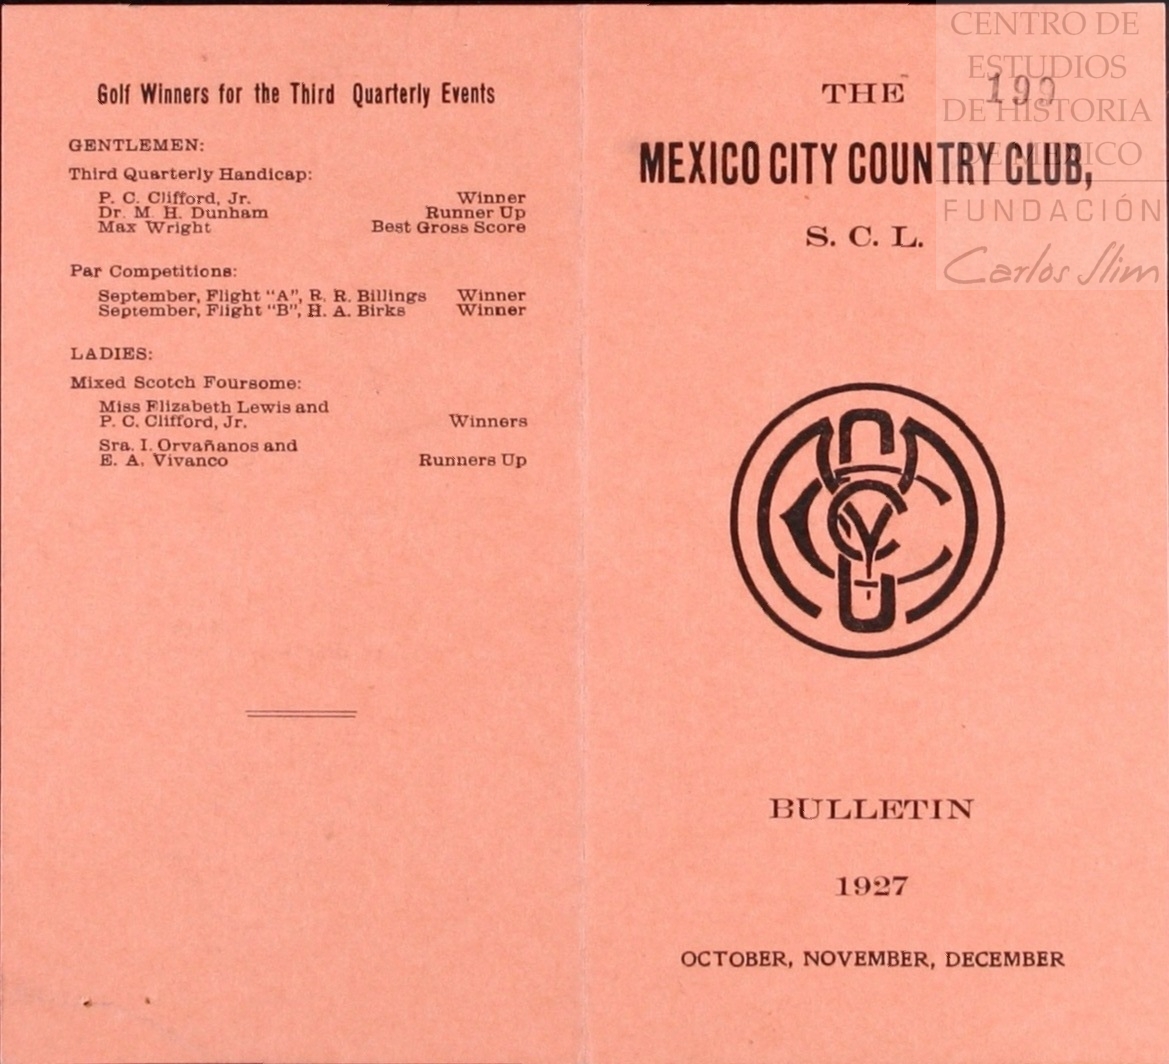 Golf Winners for the Third Quarterly Events
GENTLEMEN:
Third Quarterly Handicap:
P. C. Clifford, Jr. Winner
Dr. M. H. Dunham Runner Up
Max Wright Best Gross Score
Par Competitions:
September, Flight "A", R. R. Billings Winner
September, Flight "B", H. A. Birks Winner
LADIES:
Mixed Scotch Foursome:
Miss Elizabeth Lewis and
P. C. Clifford, Jr. Winners
Sra. I. Orvañanos and
E. A. Vivanco Runners Up
THE
199
MEXICO CITY COUNTRY CLUB,
S. C. L.
BULLETIN
1927
OCTOBER, NOVEMBER, DECEMBER
CENTRO DE
ESTUDIOS
DE HISTORIA
DE MÉXICO
FUNDACIÓN
Carlos Slim